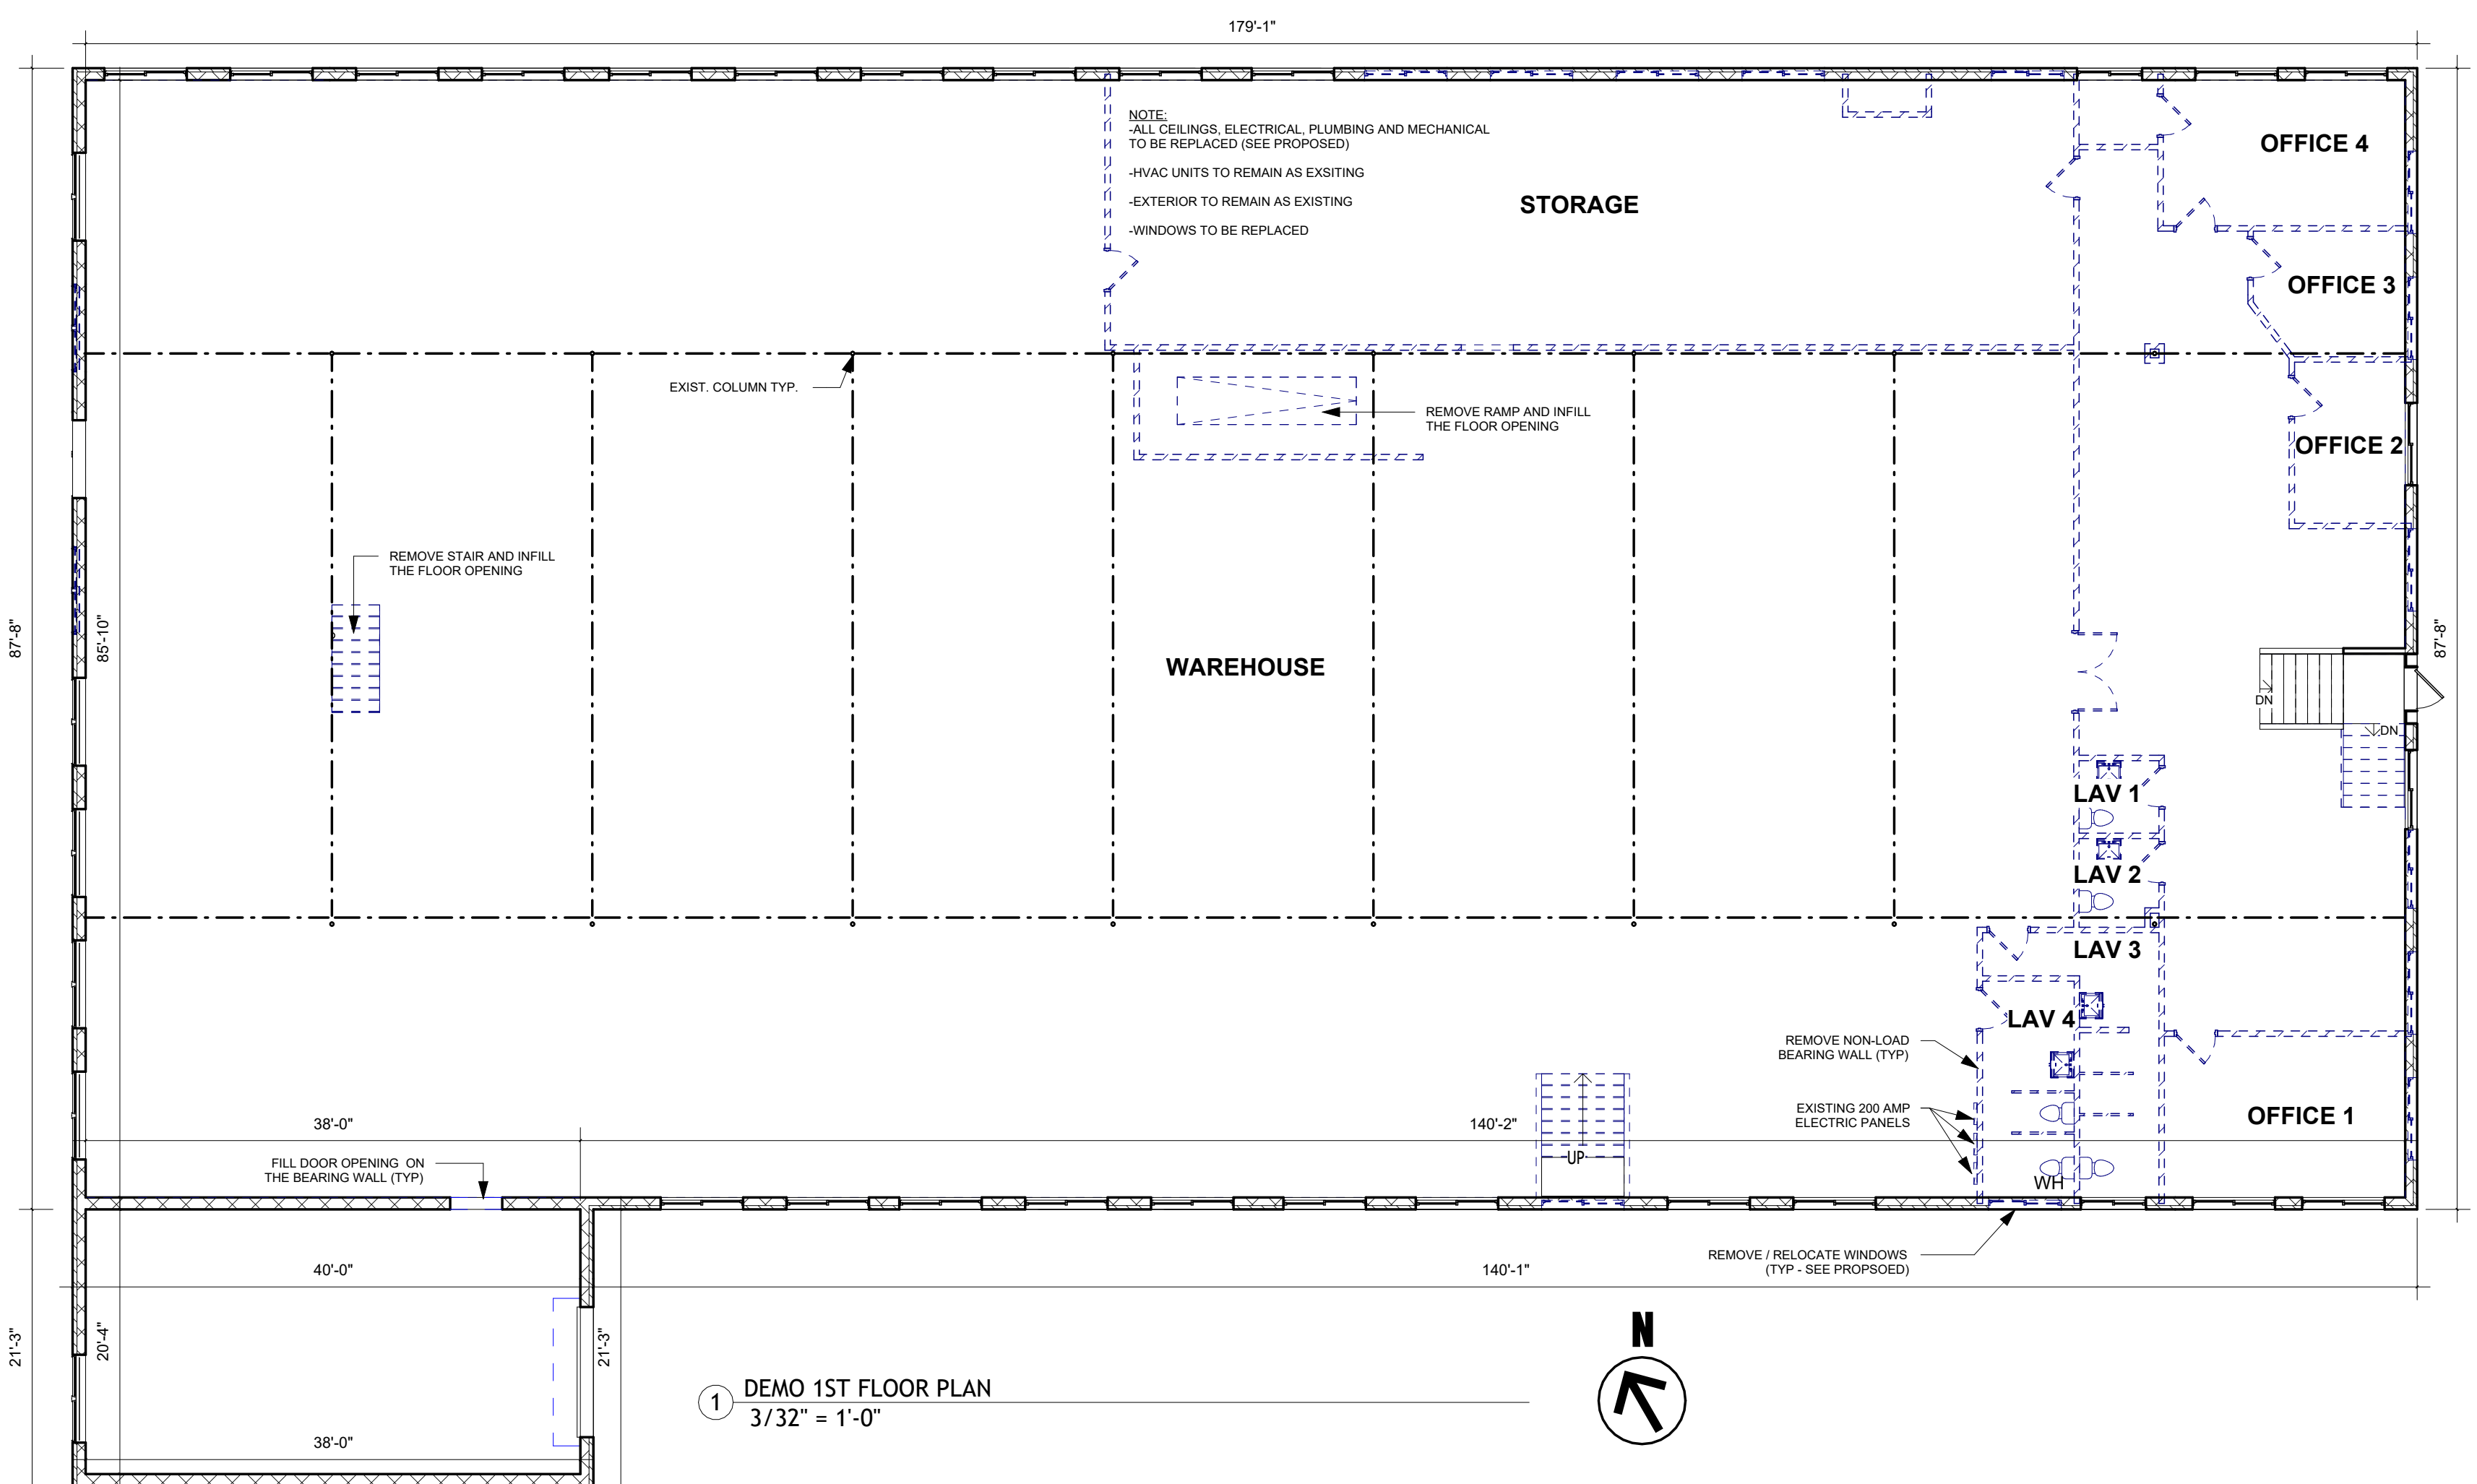 179'-1"
NOTE:
-ALL CEILINGS, ELECTRICAL, PLUMBING AND MECHANICAL
TO BE REPLACED (SEE PROPOSED)
-HVAC UNITS TO REMAIN AS EXSITING
-EXTERIOR TO REMAIN AS EXISTING
-WINDOWS TO BE REPLACED
STORAGE
OFFICE 4
OFFICE 3
EXIST. COLUMN TYP.
REMOVE RAMP AND INFILL
THE FLOOR OPENING
OFFICE 2
REMOVE STAIR AND INFILL
THE FLOOR OPENING
87'-8"
85'-10"
WAREHOUSE
87'-8"
DN
DN
LAV 1
LAV 2
LAV 3
LAV 4
REMOVE NON-LOAD
BEARING WALL (TYP)
EXISTING 200 AMP
ELECTRIC PANELS
OFFICE 1
38'-0"
140'-2"
UP
FILL DOOR OPENING ON
THE BEARING WALL (TYP)
WH
REMOVE / RELOCATE WINDOWS
(TYP - SEE PROPSOED)
40'-0"
140'-1"
21'-3"
20'-4"
21'-3"
N
1
DEMO 1ST FLOOR PLAN
3/32" = 1'-0"
38'-0"